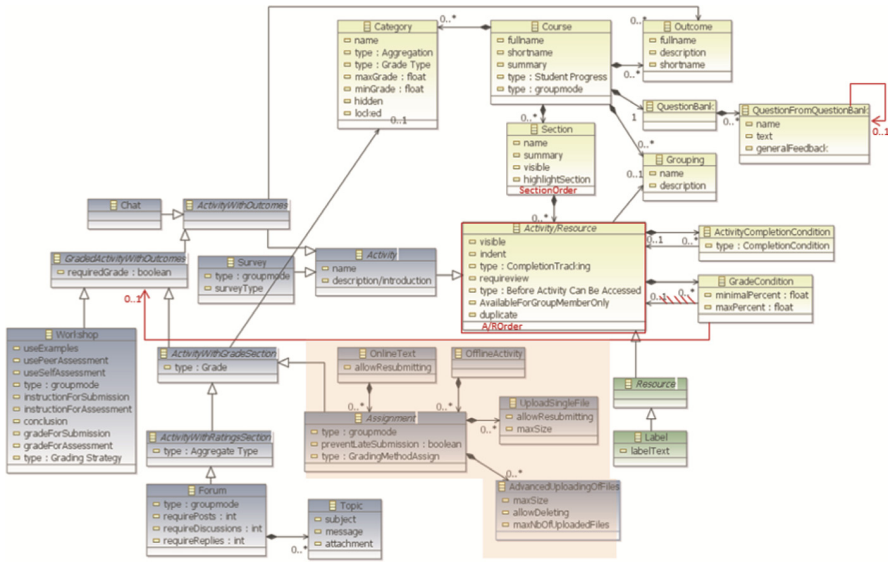 Category
name
type : Aggregation
type : Grade Type
maxGrade : float
minGrade : float
hidden
locked
0..1
0..*
Course
fullname
shortname
summary
type : Student Progress
type : groupmode
0..*
Outcome
fullname
description
shortname
0..*
QuestionBank
1
0..*
QuestionFromQuestionBank
name
text
generalFeedback
0..1
0..*
Section
name
summary
visible
highlightSection
SectionOrder
0..*
0..*
Grouping
name
description
0..1
Chat
ActivityWithOutcomes
GradedActivityWithOutcomes
requiredGrade : boolean
0..1
Survey
type : groupmode
surveyType
Activity
name
description/introduction
Activity/Resource
visible
indent
type : CompletionTracking
requireview
type : Before Activity Can Be Accessed
AvailableForGroupMemberOnly
duplicate
A/ROrder
0..1
0..*
ActivityCompletionCondition
type : CompletionCondition
0..1
0..*
GradeCondition
minimalPercent : float
maxPercent : float
Workshop
useExamples
usePeerAssessment
useSelfAssessment
type : groupmode
instructionForSubmission
instructionForAssessment
conclusion
gradeForSubmission
gradeForAssessment
type : Grading Strategy
ActivityWithGradeSection
type : Grade
OnlineText
allowResubmitting
0..*
OfflineActivity
0..*
UploadSingleFile
allowResubmitting
maxSize
0..*
Assignment
type : groupmode
preventLateSubmission : boolean
type : GradingMethodAssign
0..*
AdvancedUploadingOfFiles
maxSize
allowDeleting
maxNbOfUploadedFiles
Resource
Label
labelText
ActivityWithRatingsSection
type : Aggregate Type
Forum
type : groupmode
requirePosts : int
requireDiscussions : int
requireReplies : int
0..*
Topic
subject
message
attachment